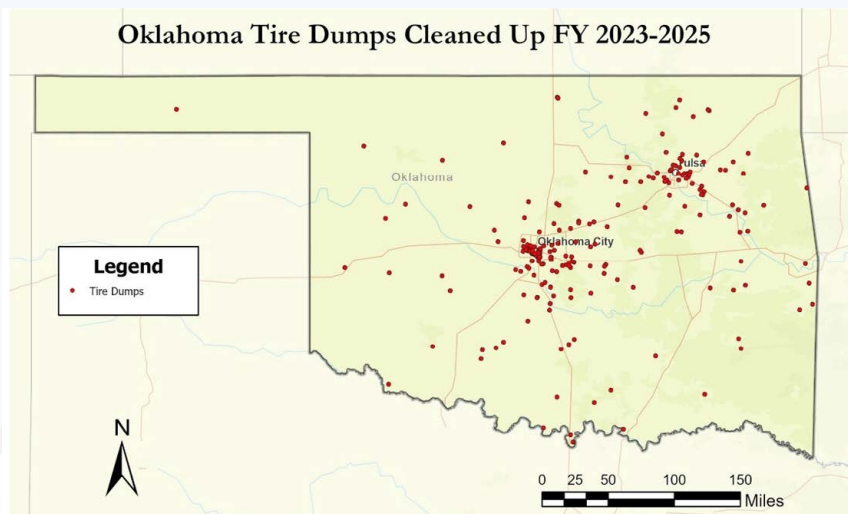 Oklahoma Tire Dumps Cleaned Up FY 2023-2025
Tulsa
Oklahoma
Oklahoma City
Legend
Tire Dumps
N
0 25 50 100 150
Miles